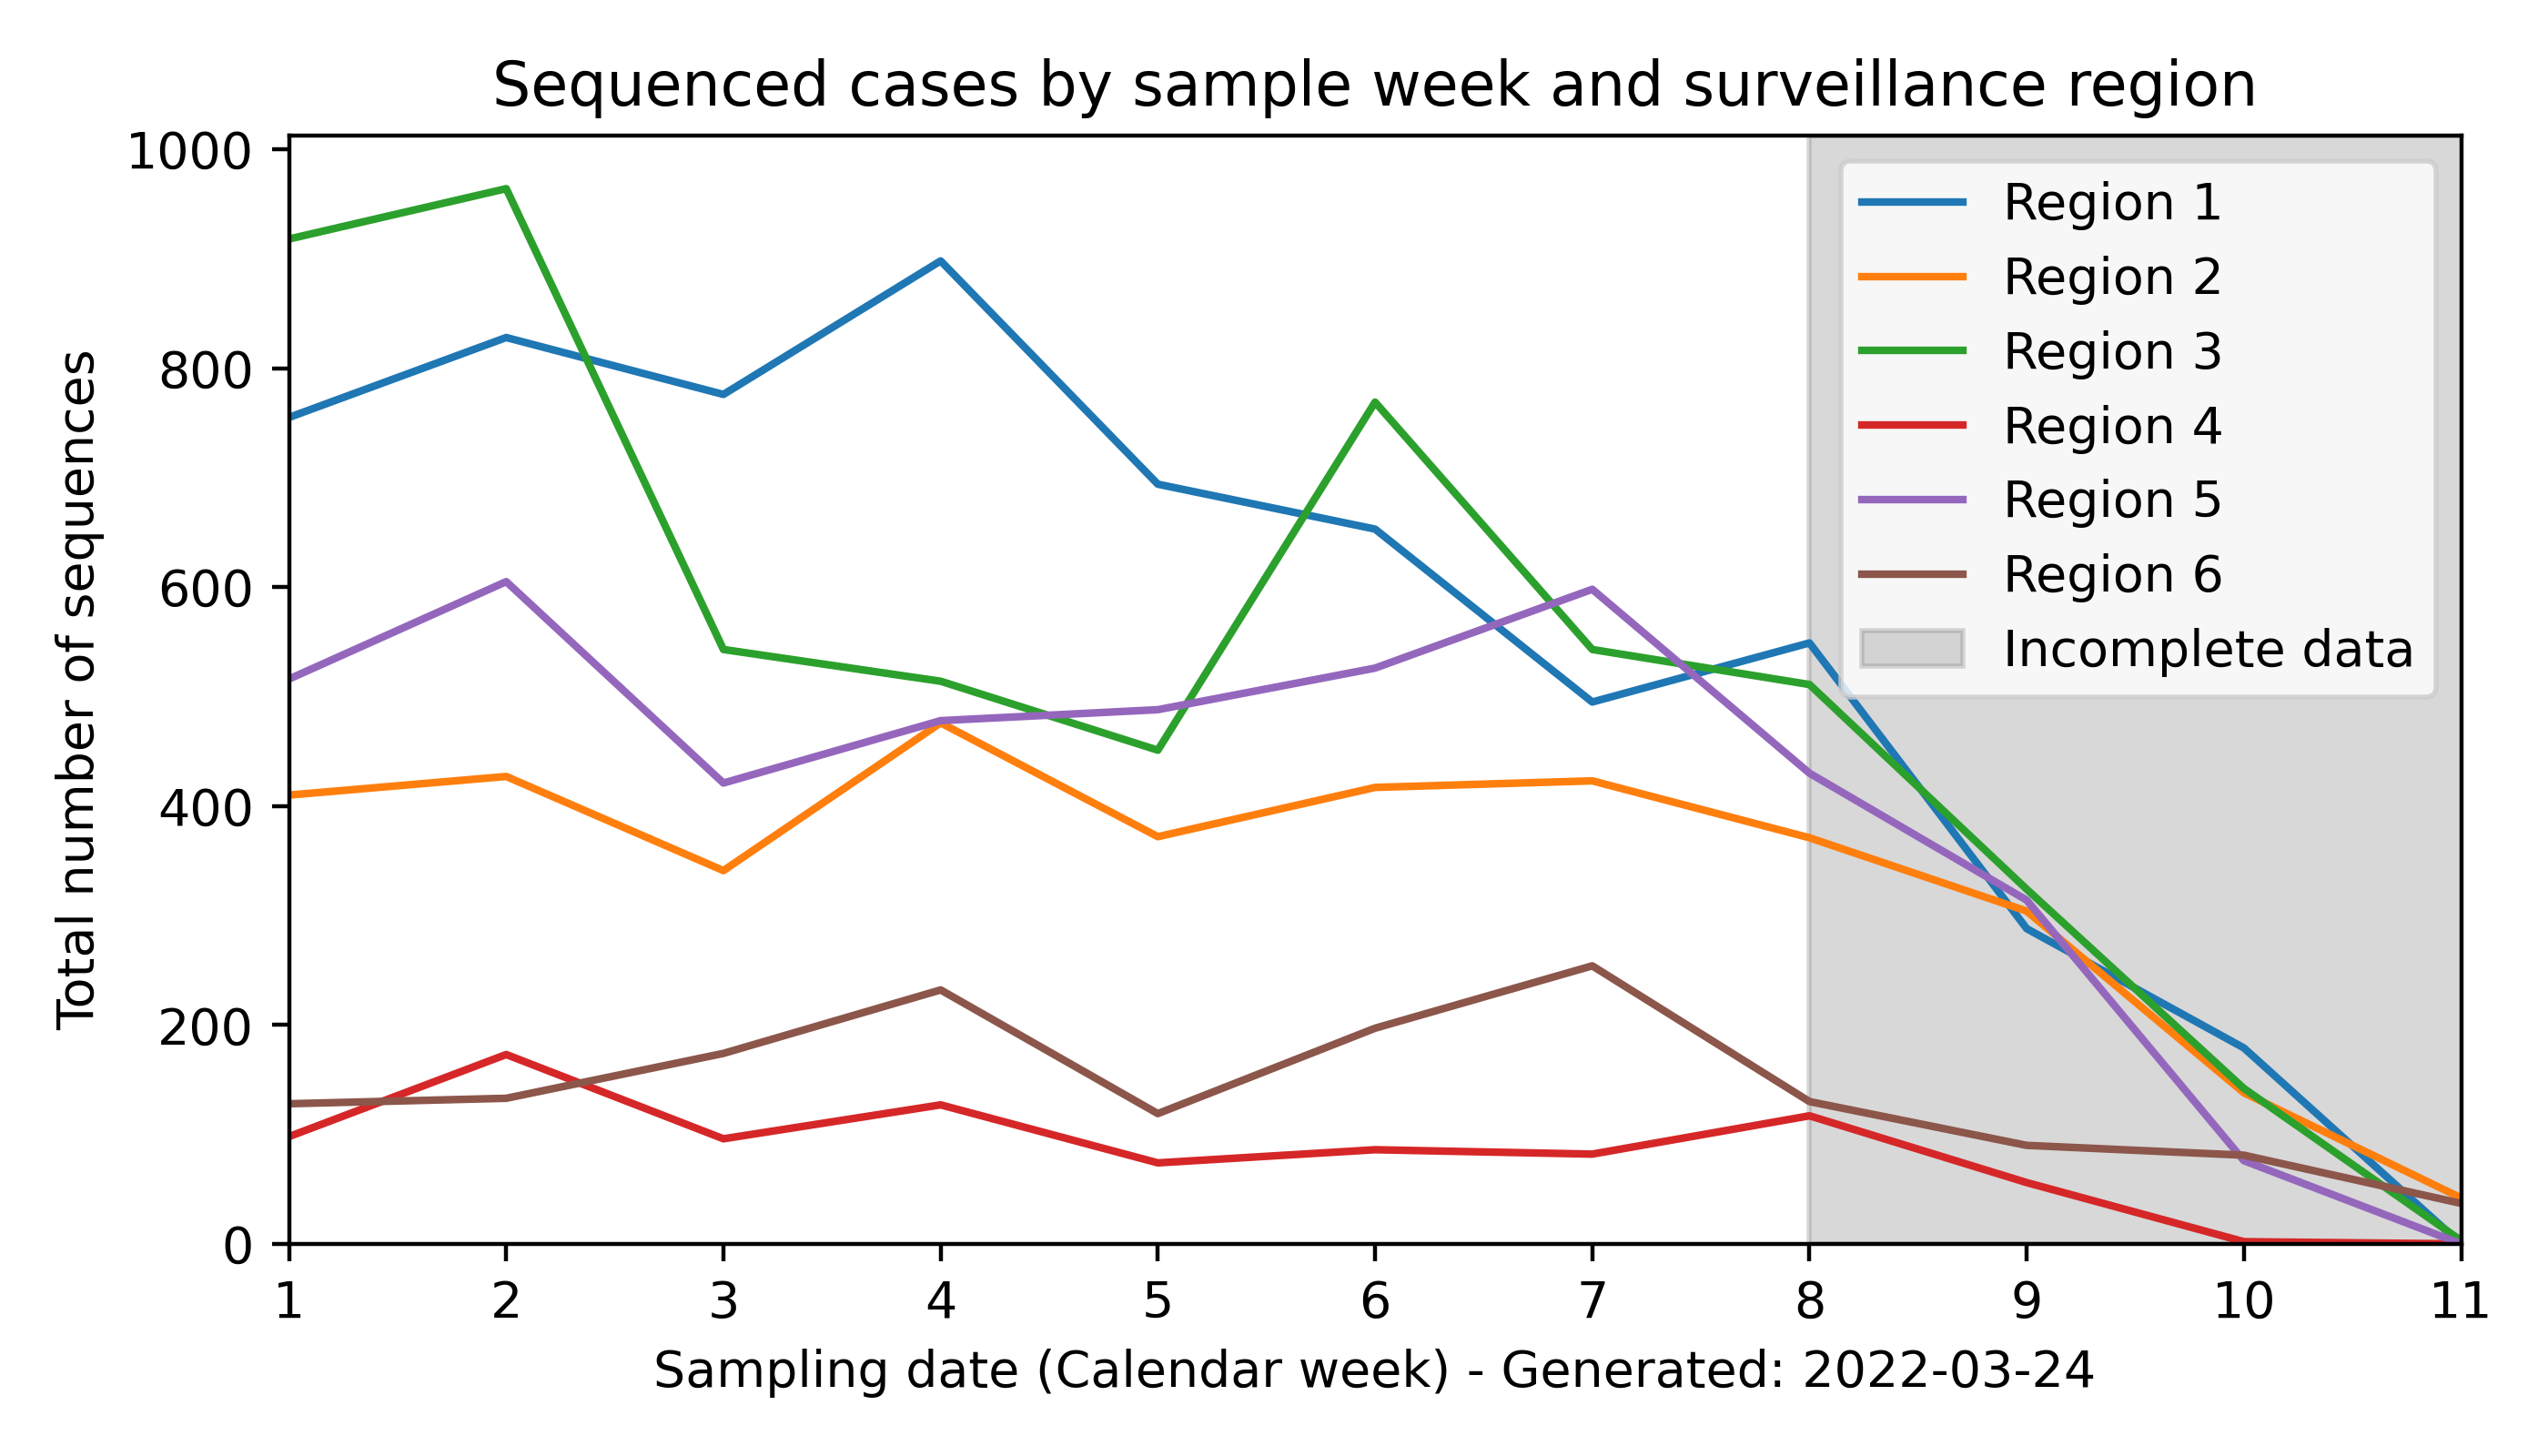 Sequenced cases by sample week and surveillance region
1000
800
600
400
200
0
Total number of sequences
Region 1
Region 2
Region 3
Region 4
Region 5
Region 6
Incomplete data
1 2 3 4 5 6 7 8 9 10 11
Sampling date (Calendar week) - Generated: 2022-03-24